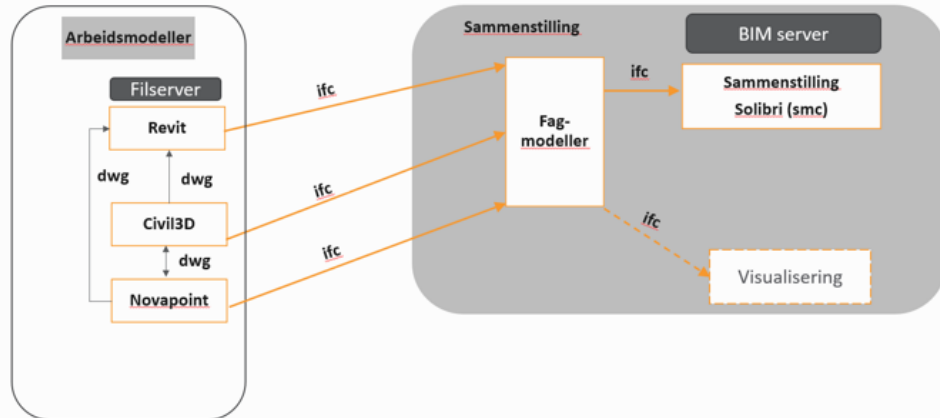 Arbeidsmodeller
Filserver
Revit
dwg
dwg
Civil3D
dwg
Novapoint
ifc
ifc
ifc
Sammenstilling
Fag-
modeller
ifc
ifc
BIM server
Sammenstilling
Solibri (smc)
Visualisering